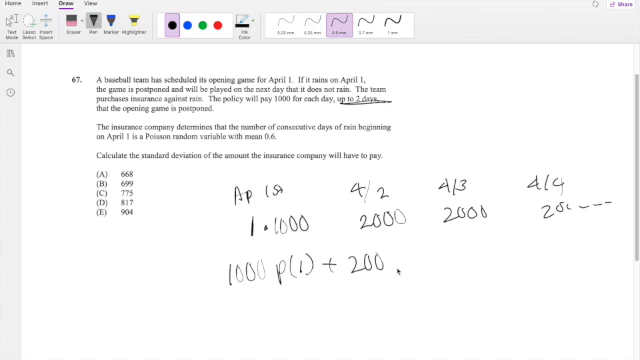 Home Insert Draw View
Share
Text Mode Lasso Select Insert Space
Eraser Pen Marker Highlighter
0.25 mm 0.35 mm 0.5 mm 0.7 mm 1 mm
67. A baseball team has scheduled its opening game for April 1. If it rains on April 1,
the game is postponed and will be played on the next day that it does not rain. The team
purchases insurance against rain. The policy will pay 1000 for each day, up to 2 days,
that the opening game is postponed.
The insurance company determines that the number of consecutive days of rain beginning
on April 1 is a Poisson random variable with mean 0.6.
Calculate the standard deviation of the amount the insurance company will have to pay.
(A) 668
(B) 699
(C) 775
(D) 817
(E) 904
Ap 1st 4/2 4/3 4/4
1 • 1000 2000 2000
1000 p(1) + 200